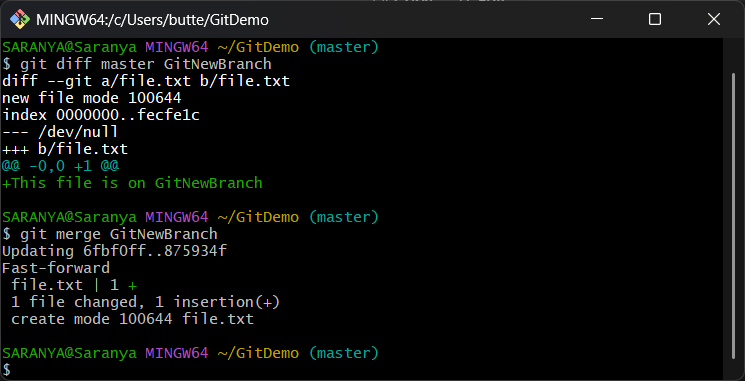 MINGW64:/c/Users/butte/GitDemo
SARANYA@Saranya MINGW64 ~/GitDemo (master)
$ git diff master GitNewBranch
diff --git a/file.txt b/file.txt
new file mode 100644
index 0000000..fecfe1c
--- /dev/null
+++ b/file.txt
@@ -0,0 +1 @@
+This file is on GitNewBranch
SARANYA@Saranya MINGW64 ~/GitDemo (master)
$ git merge GitNewBranch
Updating 6fbf0ff..875934f
Fast-forward
 file.txt | 1 +
 1 file changed, 1 insertion(+)
 create mode 100644 file.txt
SARANYA@Saranya MINGW64 ~/GitDemo (master)
$